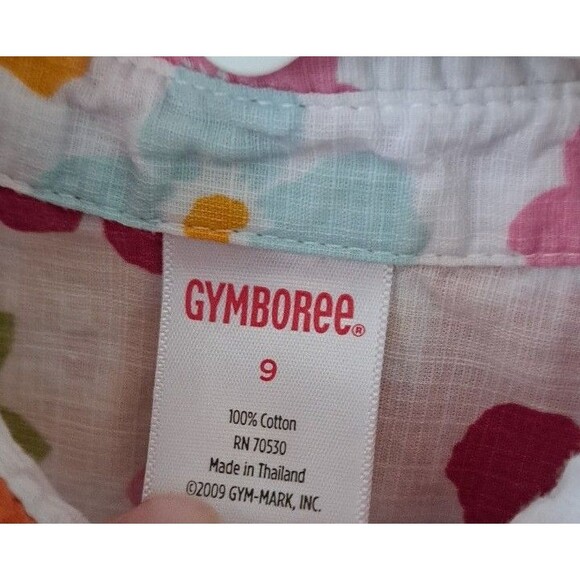 GYMBOREE®
9
100% Cotton
RN 70530
Made in Thailand
©2009 GYM-MARK, INC.